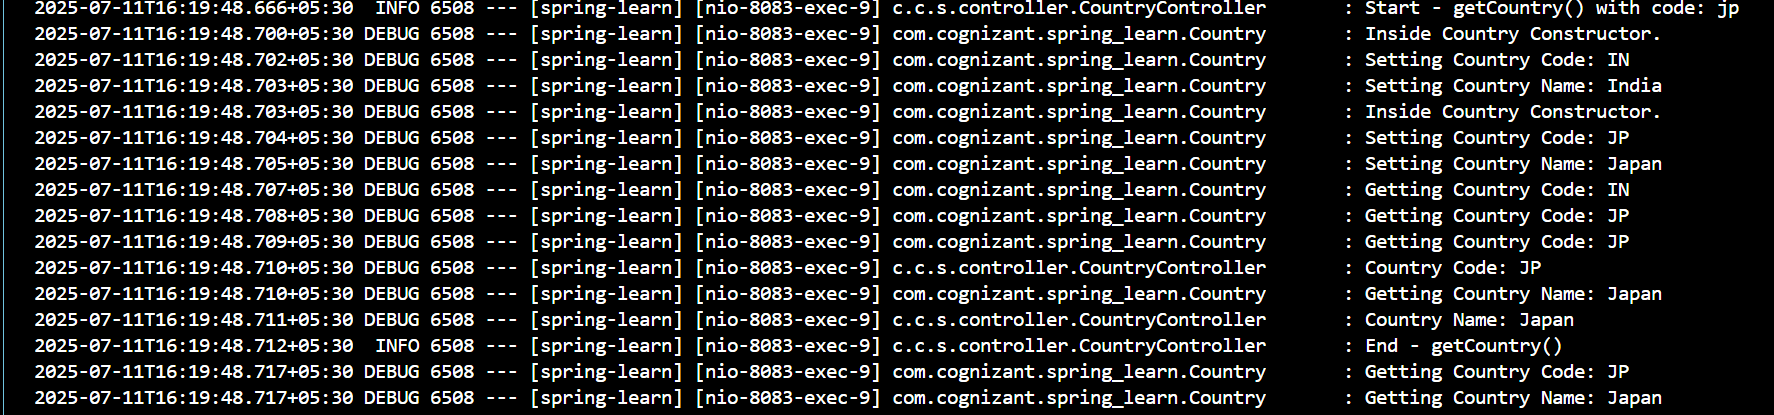 2025-07-11T16:19:48.666+05:30  INFO 6508 --- [spring-learn] [nio-8083-exec-9] c.c.s.controller.CountryController       : Start - getCountry() with code: jp
2025-07-11T16:19:48.700+05:30 DEBUG 6508 --- [spring-learn] [nio-8083-exec-9] com.cognizant.spring_learn.Country       : Inside Country Constructor.
2025-07-11T16:19:48.702+05:30 DEBUG 6508 --- [spring-learn] [nio-8083-exec-9] com.cognizant.spring_learn.Country       : Setting Country Code: IN
2025-07-11T16:19:48.703+05:30 DEBUG 6508 --- [spring-learn] [nio-8083-exec-9] com.cognizant.spring_learn.Country       : Setting Country Name: India
2025-07-11T16:19:48.703+05:30 DEBUG 6508 --- [spring-learn] [nio-8083-exec-9] com.cognizant.spring_learn.Country       : Inside Country Constructor.
2025-07-11T16:19:48.704+05:30 DEBUG 6508 --- [spring-learn] [nio-8083-exec-9] com.cognizant.spring_learn.Country       : Setting Country Code: JP
2025-07-11T16:19:48.705+05:30 DEBUG 6508 --- [spring-learn] [nio-8083-exec-9] com.cognizant.spring_learn.Country       : Setting Country Name: Japan
2025-07-11T16:19:48.707+05:30 DEBUG 6508 --- [spring-learn] [nio-8083-exec-9] com.cognizant.spring_learn.Country       : Getting Country Code: IN
2025-07-11T16:19:48.708+05:30 DEBUG 6508 --- [spring-learn] [nio-8083-exec-9] com.cognizant.spring_learn.Country       : Getting Country Code: JP
2025-07-11T16:19:48.709+05:30 DEBUG 6508 --- [spring-learn] [nio-8083-exec-9] com.cognizant.spring_learn.Country       : Getting Country Code: JP
2025-07-11T16:19:48.710+05:30 DEBUG 6508 --- [spring-learn] [nio-8083-exec-9] c.c.s.controller.CountryController       : Country Code: JP
2025-07-11T16:19:48.710+05:30 DEBUG 6508 --- [spring-learn] [nio-8083-exec-9] com.cognizant.spring_learn.Country       : Getting Country Name: Japan
2025-07-11T16:19:48.711+05:30 DEBUG 6508 --- [spring-learn] [nio-8083-exec-9] c.c.s.controller.CountryController       : Country Name: Japan
2025-07-11T16:19:48.712+05:30  INFO 6508 --- [spring-learn] [nio-8083-exec-9] c.c.s.controller.CountryController       : End - getCountry()
2025-07-11T16:19:48.717+05:30 DEBUG 6508 --- [spring-learn] [nio-8083-exec-9] com.cognizant.spring_learn.Country       : Getting Country Code: JP
2025-07-11T16:19:48.717+05:30 DEBUG 6508 --- [spring-learn] [nio-8083-exec-9] com.cognizant.spring_learn.Country       : Getting Country Name: Japan